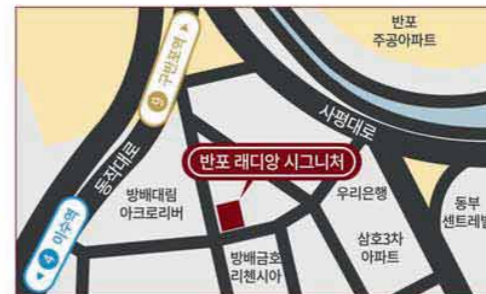 반포
주공아파트
9 구반포역
사평대로
동작대로
반포 래디앙 시그니처
방배대림
아크로리버
우리은행
동부
센트레빌
4 이수역
방배금호
리첸시아
삼호3차
아파트